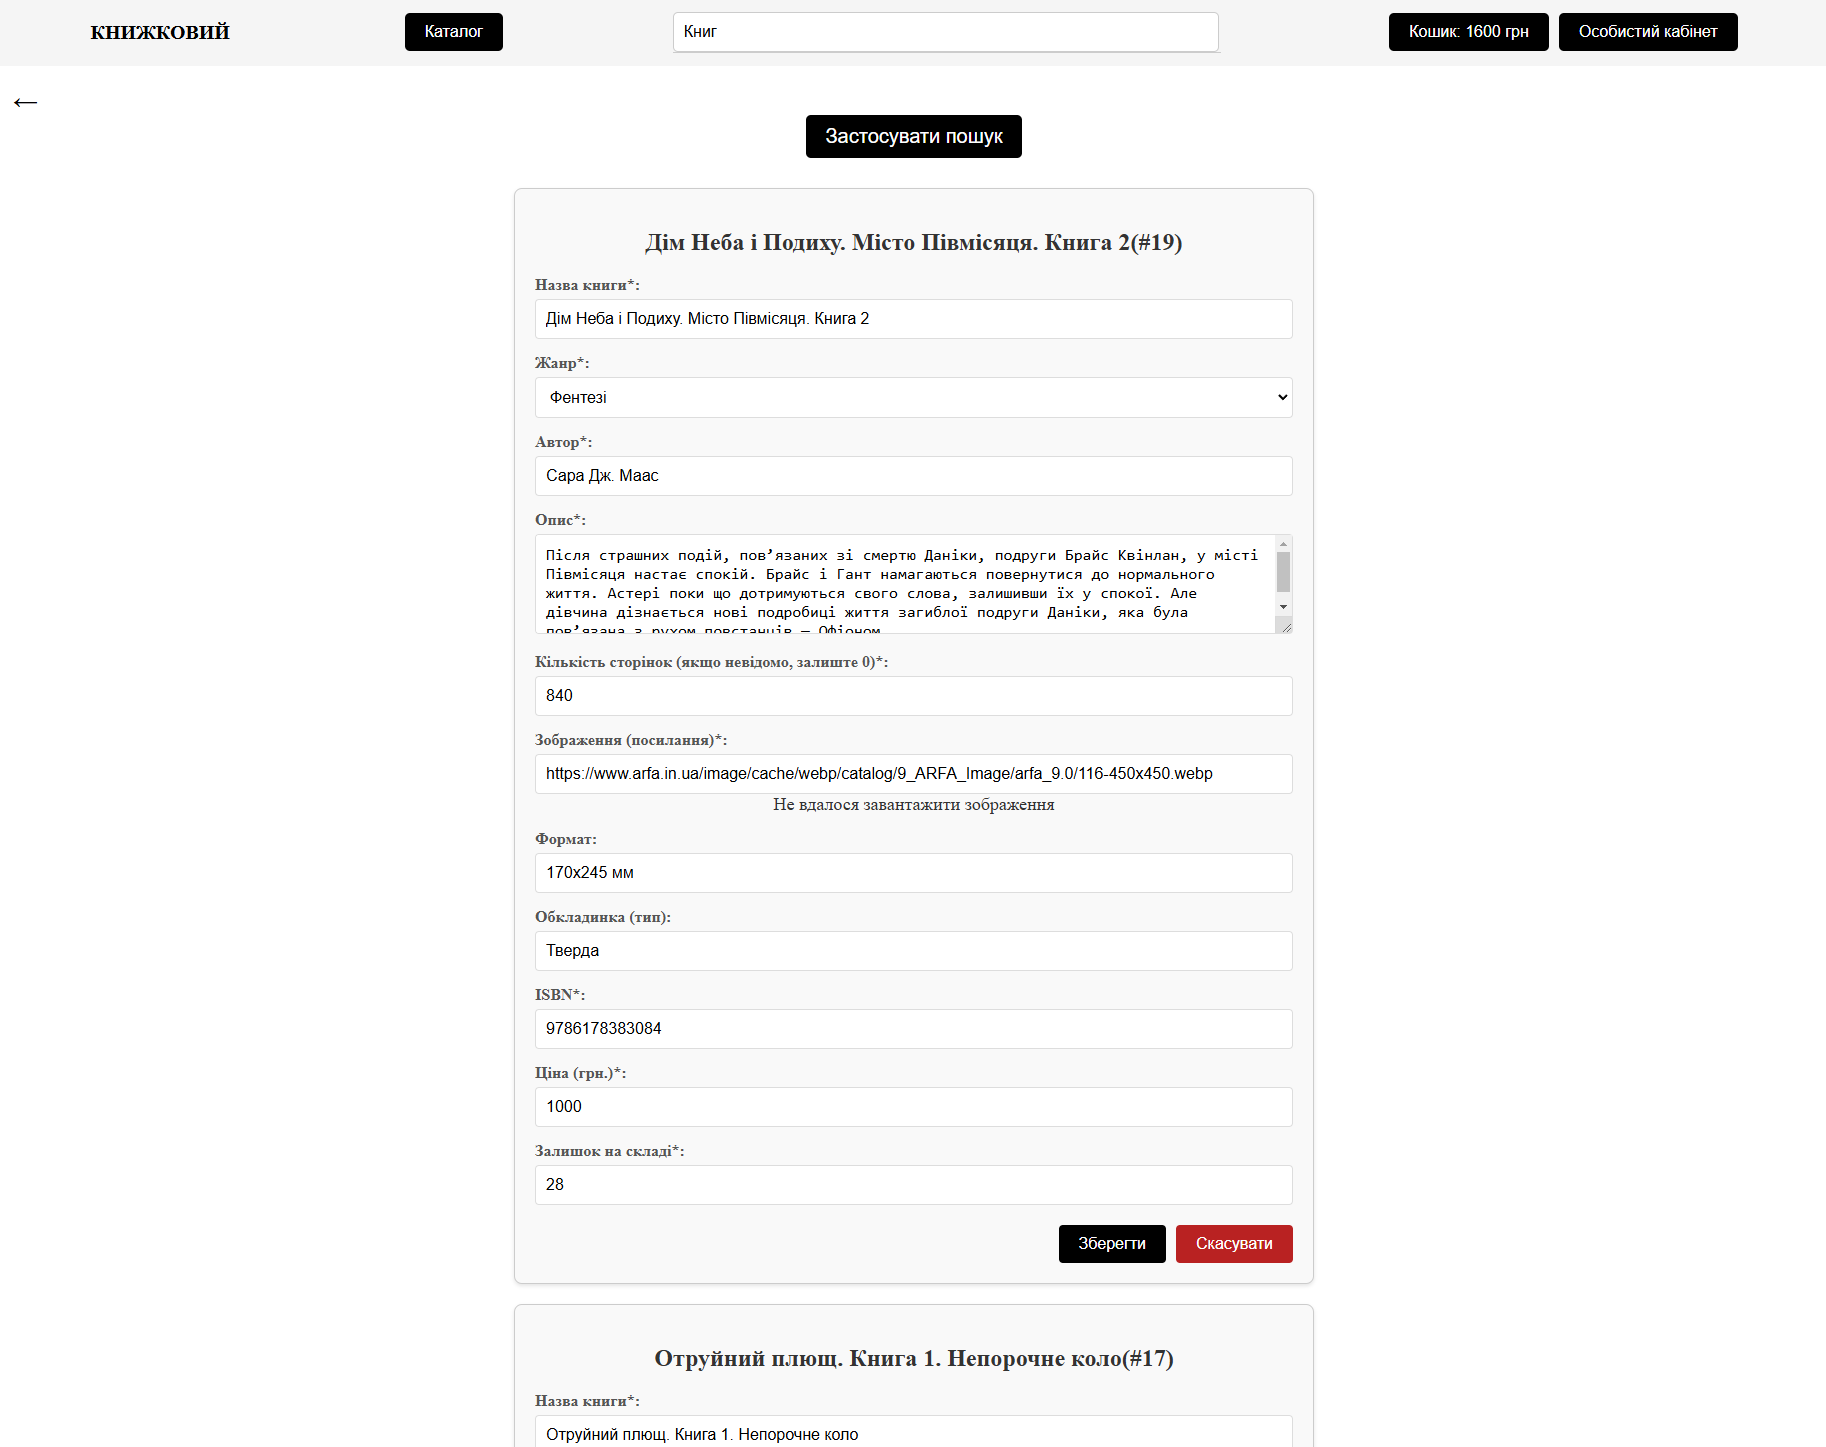 КНИЖКОВИЙ
Каталог
Книг
Кошик: 1600 грн
Особистий кабінет
←
Застосувати пошук
Дім Неба і Подиху. Місто Півмісяця. Книга 2(#19)
Назва книги*:
Дім Неба і Подиху. Місто Півмісяця. Книга 2
Жанр*:
Фентезі
Автор*:
Сара Дж. Маас
Опис*:
Після страшних подій, пов’язаних зі смертю Даніки, подруги Брайс Квінлан, у місті
Півмісяця настає спокій. Брайс і Гант намагаються повернутися до нормального
життя. Астері поки що дотримуються свого слова, залишивши їх у спокої. Але
дівчина дізнається нові подробиці життя загиблої подруги Даніки, яка була
пов’язана з рухом повстанців — Офіоном.
Кількість сторінок (якщо невідомо, залиште 0)*:
840
Зображення (посилання)*:
https://www.arfa.in.ua/image/cache/webp/catalog/9_ARFA_Image/arfa_9.0/116-450x450.webp
Не вдалося завантажити зображення
Формат:
170х245 мм
Обкладинка (тип):
Тверда
ISBN*:
9786178383084
Ціна (грн.)*:
1000
Залишок на складі*:
28
Зберегти
Скасувати
Отруйний плющ. Книга 1. Непорочне коло(#17)
Назва книги*:
Отруйний плющ. Книга 1. Непорочне коло